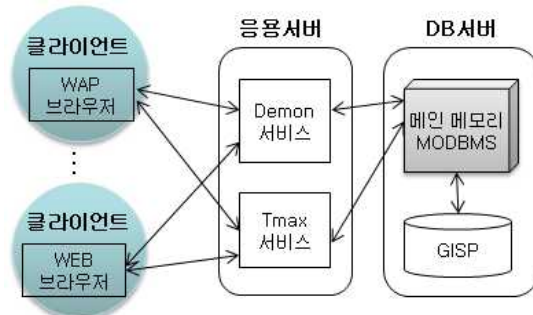 클라이언트
WAP
브라우저
클라이언트
WEB
브라우저
응용서버
Demon
서비스
Tmax
서비스
DB서버
메인 메모리
MODBMS
GISP